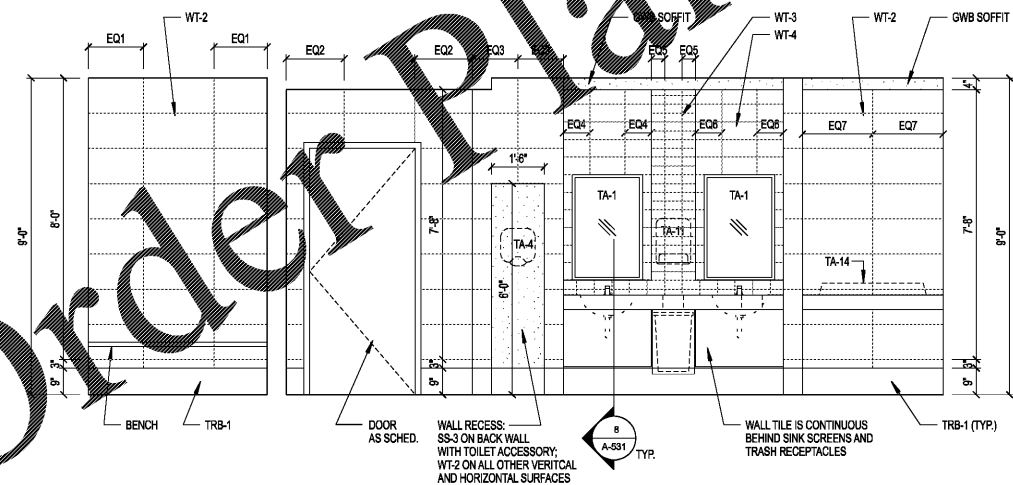 WT-2
GWB SOFFIT
WT-3
WT-4
WT-2
GWB SOFFIT
EQ1
EQ1
EQ2
EQ2
EQ3
EQ5
EQ5
EQ4
EQ4
EQ6
EQ6
EQ7
EQ7
4"
1'-6"
TA-1
TA-1
TA-11
TA-4
TA-14
9'-0"
8'-0"
7'-8"
6'-0"
7'-8"
9'-0"
3"
9"
3"
9"
3"
9"
BENCH
TRB-1
DOOR
AS SCHED.
WALL RECESS:
SS-3 ON BACK WALL
WITH TOILET ACCESSORY;
WT-2 ON ALL OTHER VERITCAL
AND HORIZONTAL SURFACES
8
A-531
TYP.
WALL TILE IS CONTINUOUS
BEHIND SINK SCREENS AND
TRASH RECEPTACLES
TRB-1 (TYP.)
Order Pla